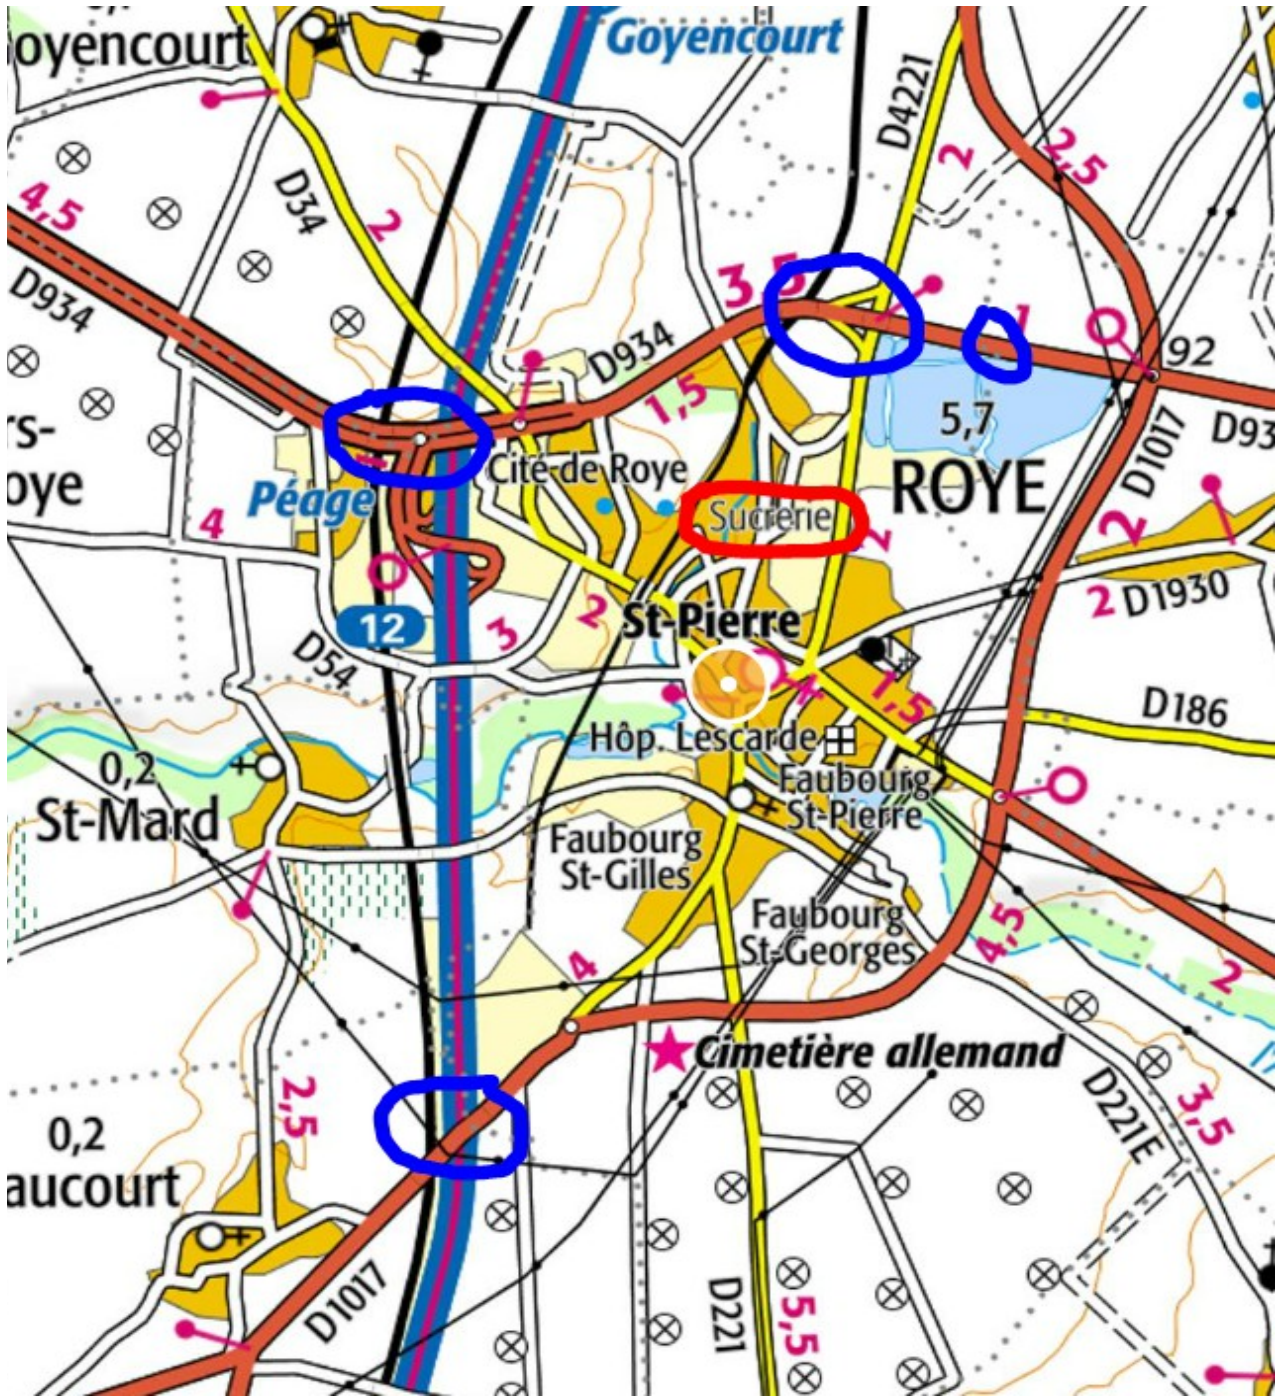 oyencourt
Goyencourt
D4221
2
2,5
4,5
D34
2
D934
3 5
1
92
D934
1,5
5,7
D93
rs-
oye
Cité de Roye
ROYE
D1017
Péage
4
Sucrerie
2
2
2
D1930
12
3
2
St-Pierre
D54
1,5
D186
Hôp. Lescarde
0,2
St-Mard
Faubourg
St-Pierre
Faubourg
St-Gilles
Faubourg
St-Georges
4
4,5
2
Cimetière allemand
2,5
D221E
3,5
0,2
aucourt
D1017
D221
5,5